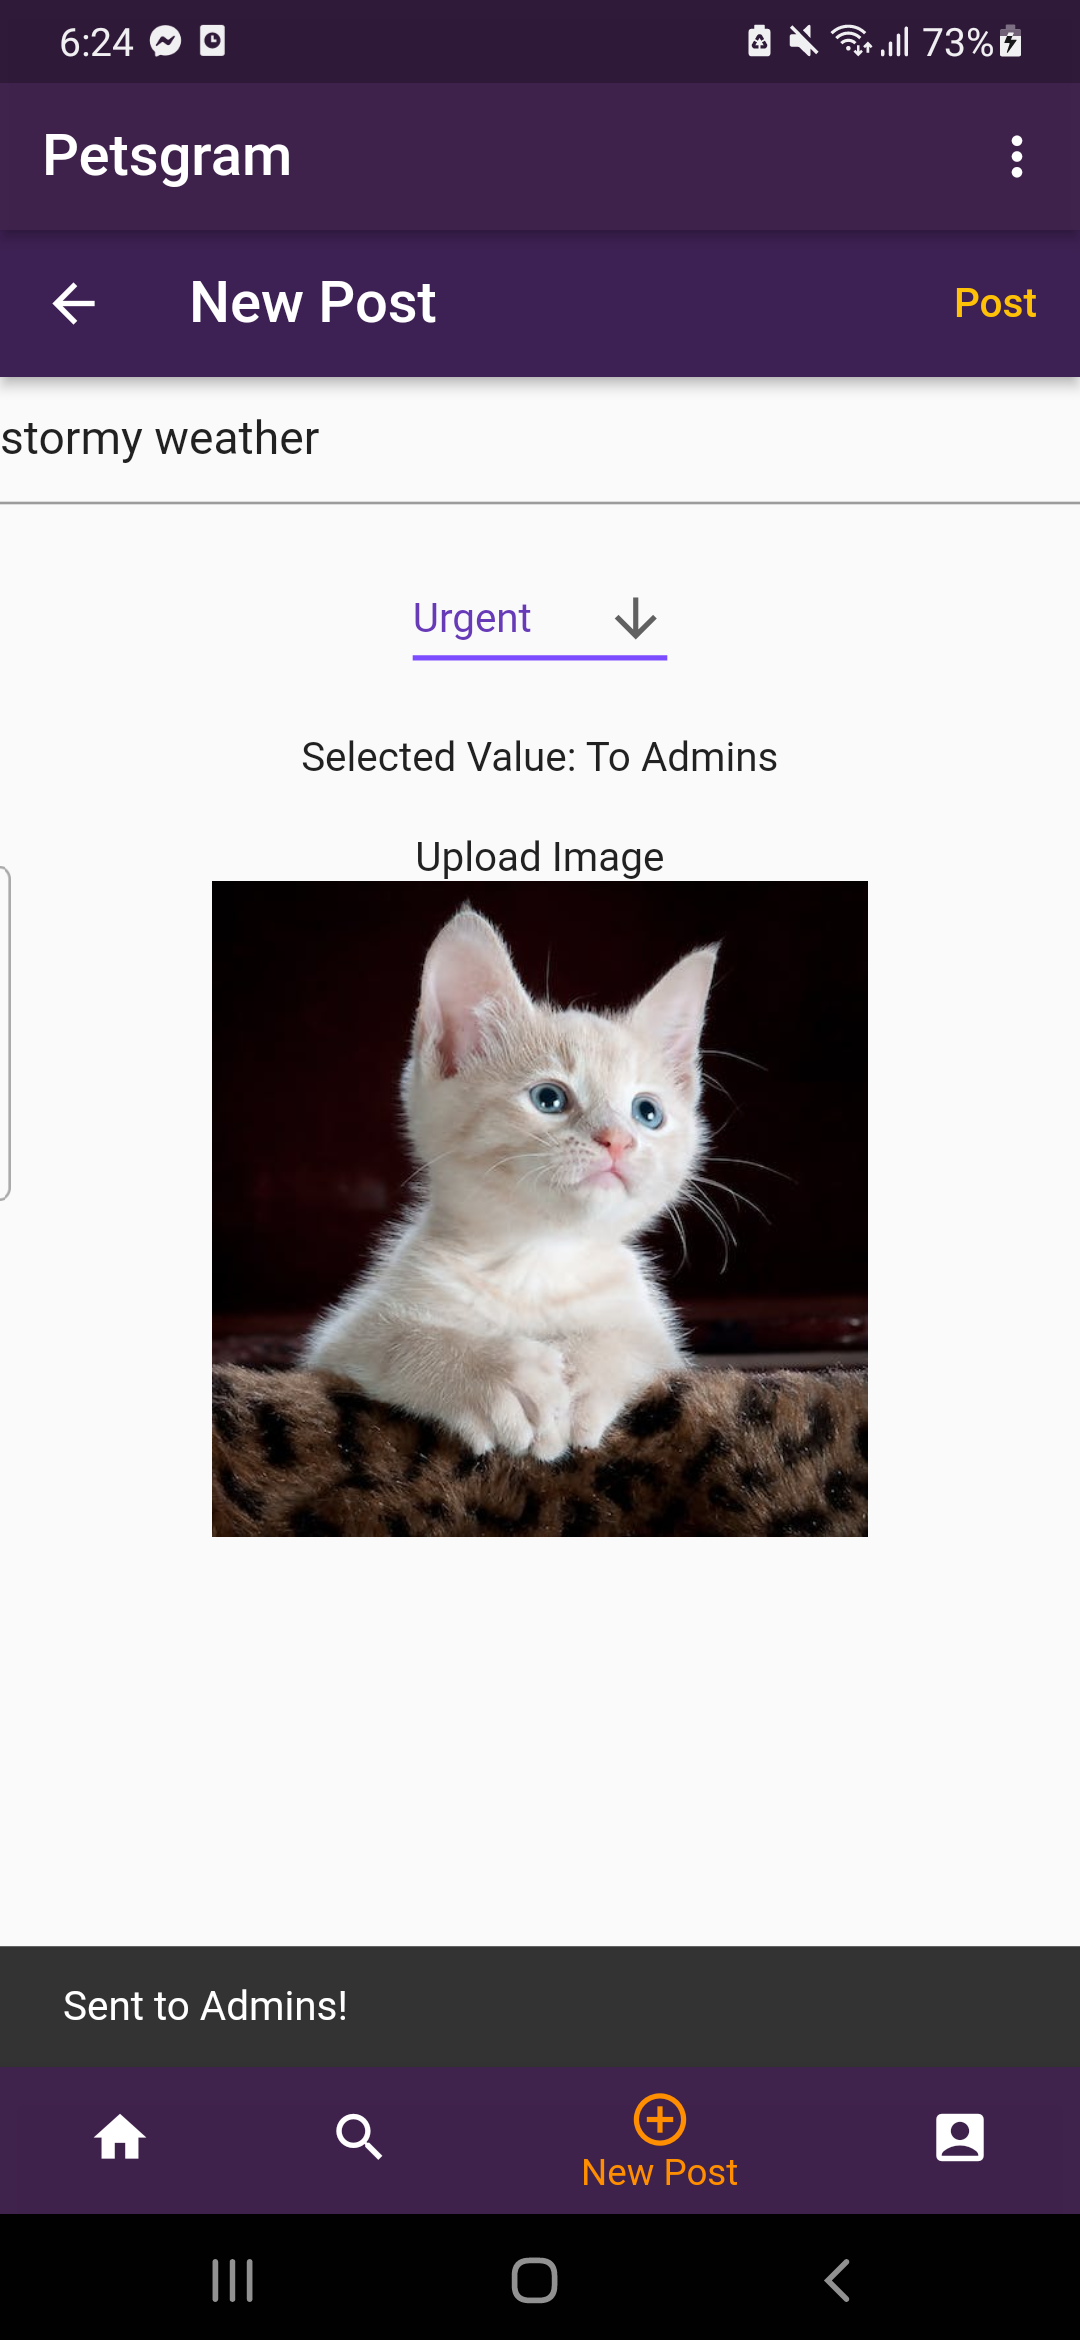 6:24 73%
Petsgram
New Post Post
stormy weather
Urgent
Selected Value: To Admins
Upload Image
Sent to Admins!
New Post